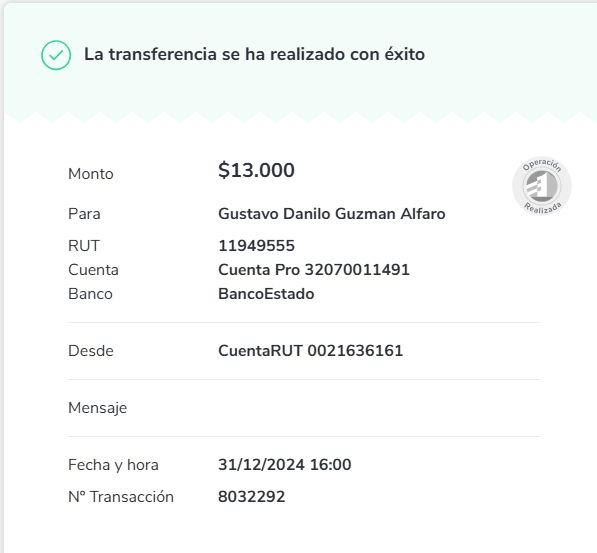 La transferencia se ha realizado con éxito
Monto $13.000
Operación
Realizada
Para Gustavo Danilo Guzman Alfaro
RUT 11949555
Cuenta Cuenta Pro 32070011491
Banco BancoEstado
Desde CuentaRUT 0021636161
Mensaje
Fecha y hora 31/12/2024 16:00
Nº Transacción 8032292